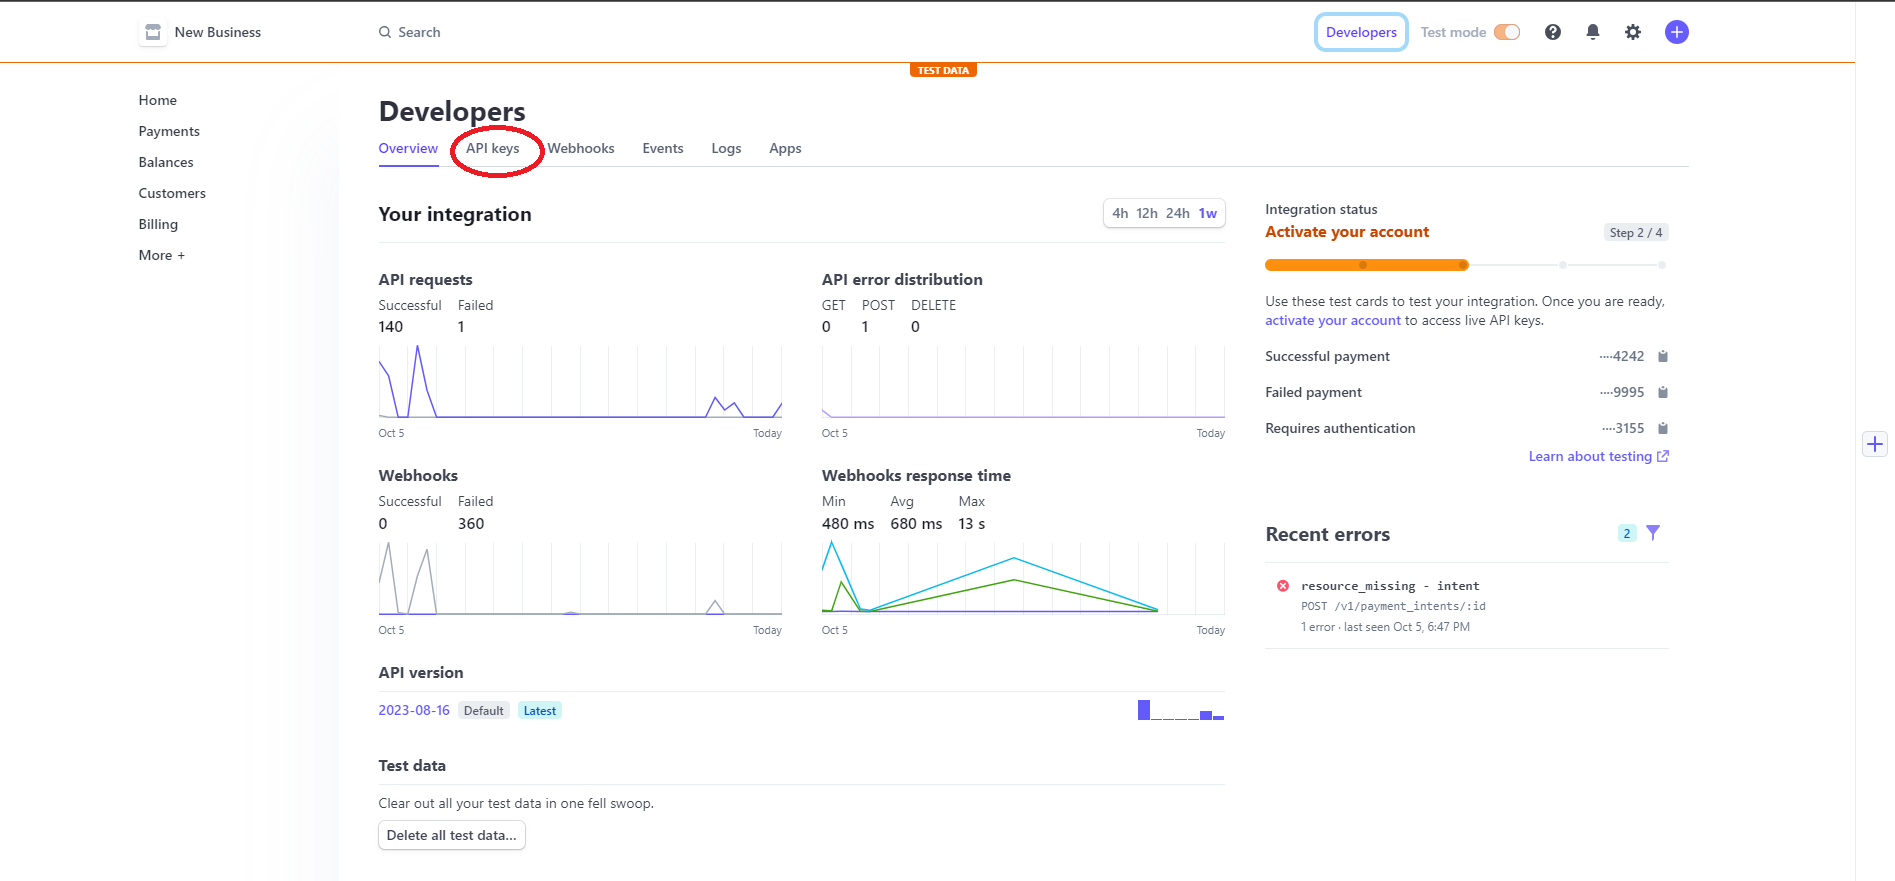 New Business
Search
Developers
Test mode
TEST DATA
Home
Payments
Balances
Customers
Billing
More +
Developers
Overview
API keys
Webhooks
Events
Logs
Apps
Your integration
4h 12h 24h 1w
API requests
Successful Failed
140 1
Oct 5 Today
API error distribution
GET POST DELETE
0 1 0
Oct 5 Today
Webhooks
Successful Failed
0 360
Oct 5 Today
Webhooks response time
Min Avg Max
480 ms 680 ms 13 s
Oct 5 Today
API version
2023-08-16 Default Latest
Test data
Clear out all your test data in one fell swoop.
Delete all test data...
Integration status
Activate your account
Step 2 / 4
Use these test cards to test your integration. Once you are ready,
activate your account to access live API keys.
Successful payment ····4242
Failed payment ····9995
Requires authentication ····3155
Learn about testing
Recent errors
2
resource_missing - intent
POST /v1/payment_intents/:id
1 error · last seen Oct 5, 6:47 PM